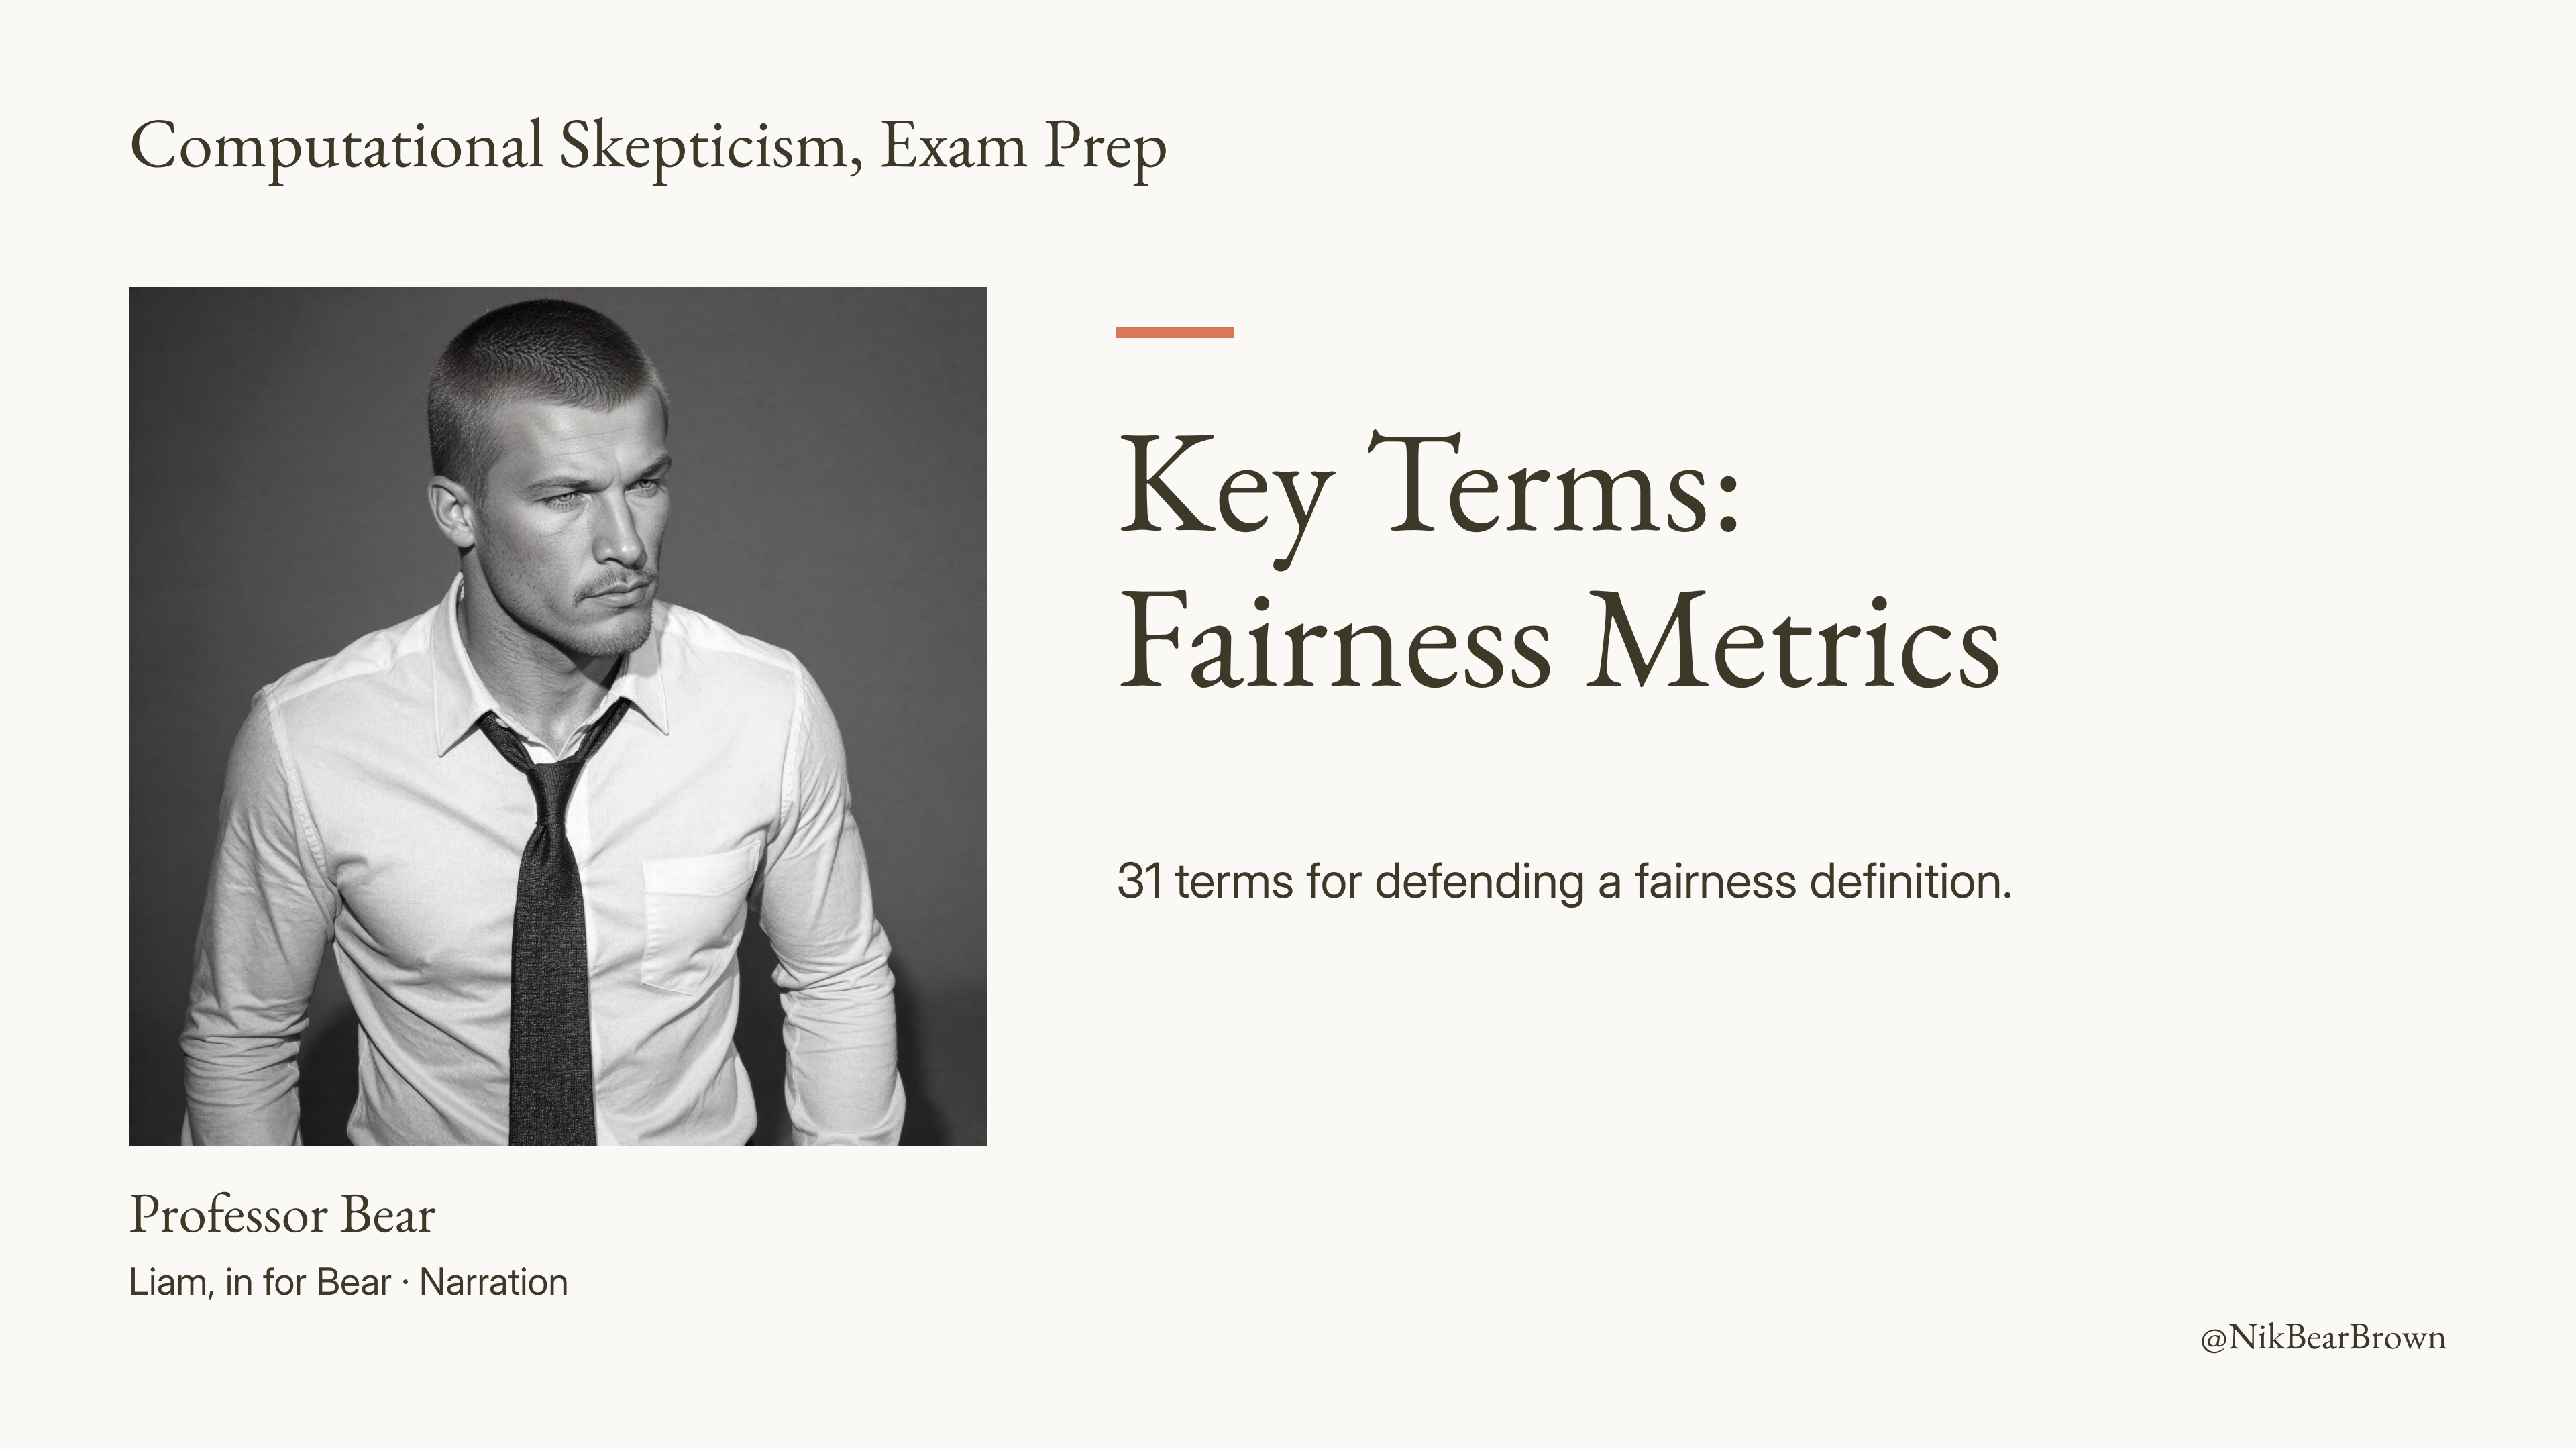 Computational Skepticism, Exam Prep
Key Terms:
Fairness Metrics
31 terms for defending a fairness definition.
Professor Bear
Liam, in for Bear · Narration
@NikBearBrown